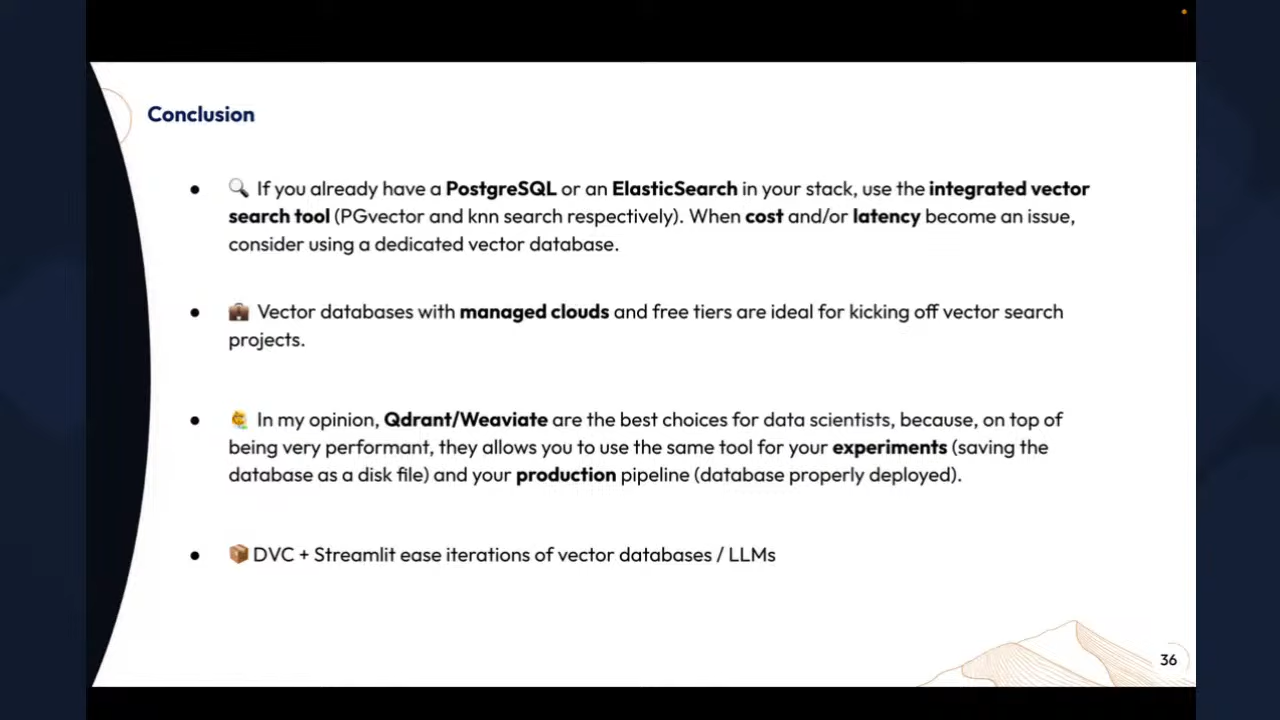 Conclusion
● 🔍 If you already have a PostgreSQL or an ElasticSearch in your stack, use the integrated vector
search tool (PGvector and knn search respectively). When cost and/or latency become an issue,
consider using a dedicated vector database.
● 💼 Vector databases with managed clouds and free tiers are ideal for kicking off vector search
projects.
● In my opinion, Qdrant/Weaviate are the best choices for data scientists, because, on top of
being very performant, they allows you to use the same tool for your experiments (saving the
database as a disk file) and your production pipeline (database properly deployed).
● 📦 DVC + Streamlit ease iterations of vector databases / LLMs
36